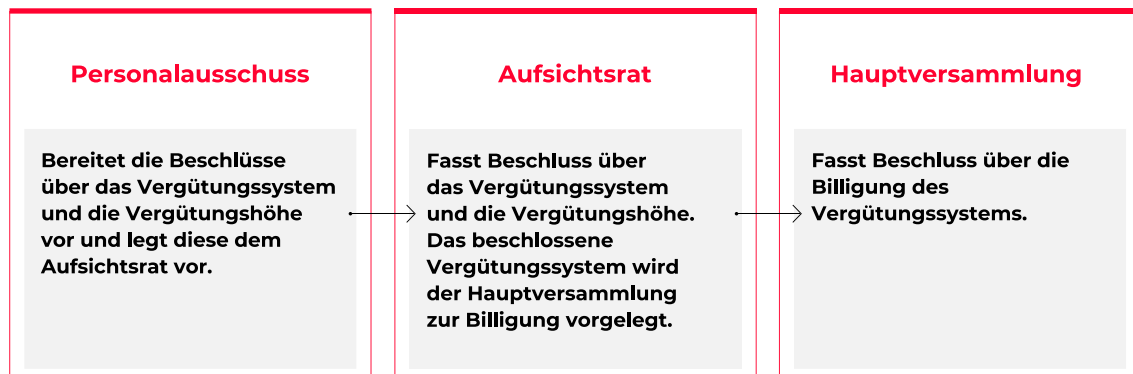 Personalausschuss
Bereitet die Beschlüsse
über das Vergütungssystem
und die Vergütungshöhe
vor und legt diese dem
Aufsichtsrat vor.
Aufsichtsrat
Fasst Beschluss über
das Vergütungssystem
und die Vergütungshöhe.
Das beschlossene
Vergütungssystem wird
der Hauptversammlung
zur Billigung vorgelegt.
Hauptversammlung
Fasst Beschluss über die
Billigung des
Vergütungssystems.